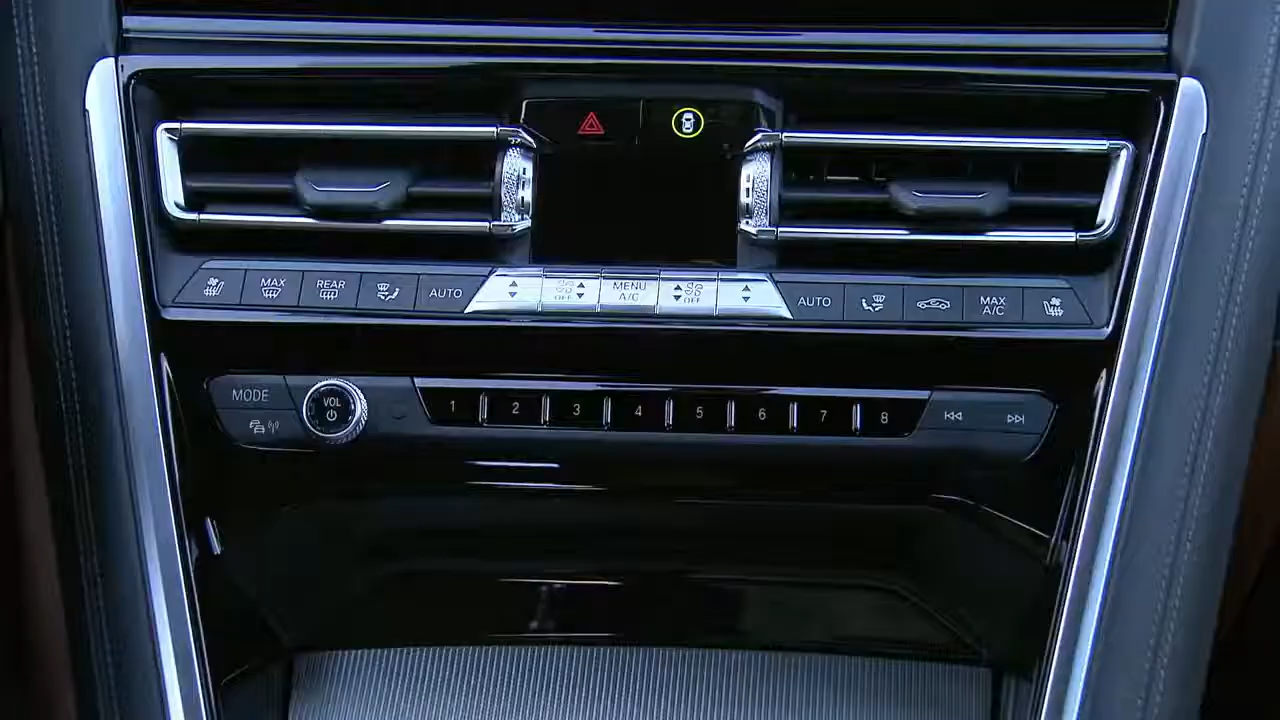 MAX
REAR
AUTO
OFF
MENU
A/C
OFF
AUTO
MAX
A/C
MODE
VOL
1 2 3 4 5 6 7 8